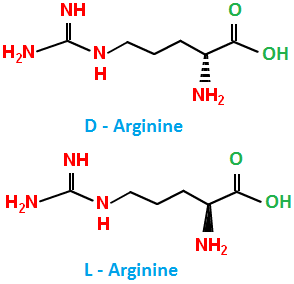 NH
O
H₂N
N
H
OH
NH₂
D - Arginine
NH
O
H₂N
N
H
OH
NH₂
L - Arginine